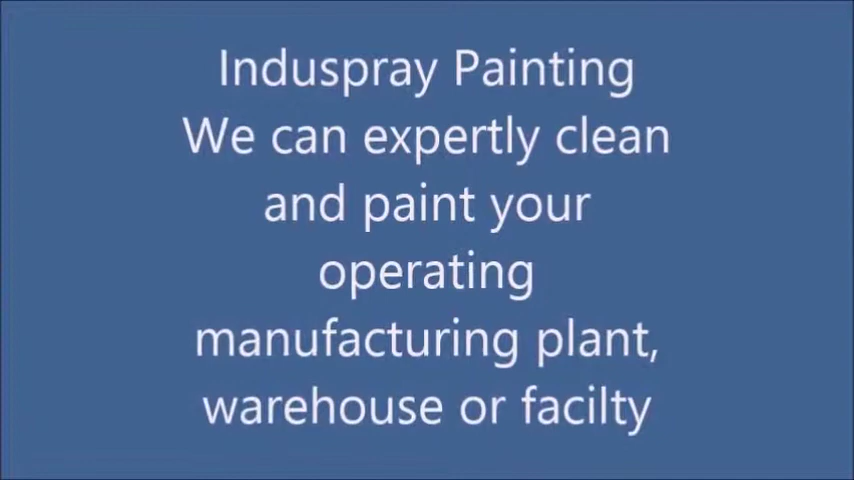 Induspray Painting
We can expertly clean
and paint your
operating
manufacturing plant,
warehouse or facilty